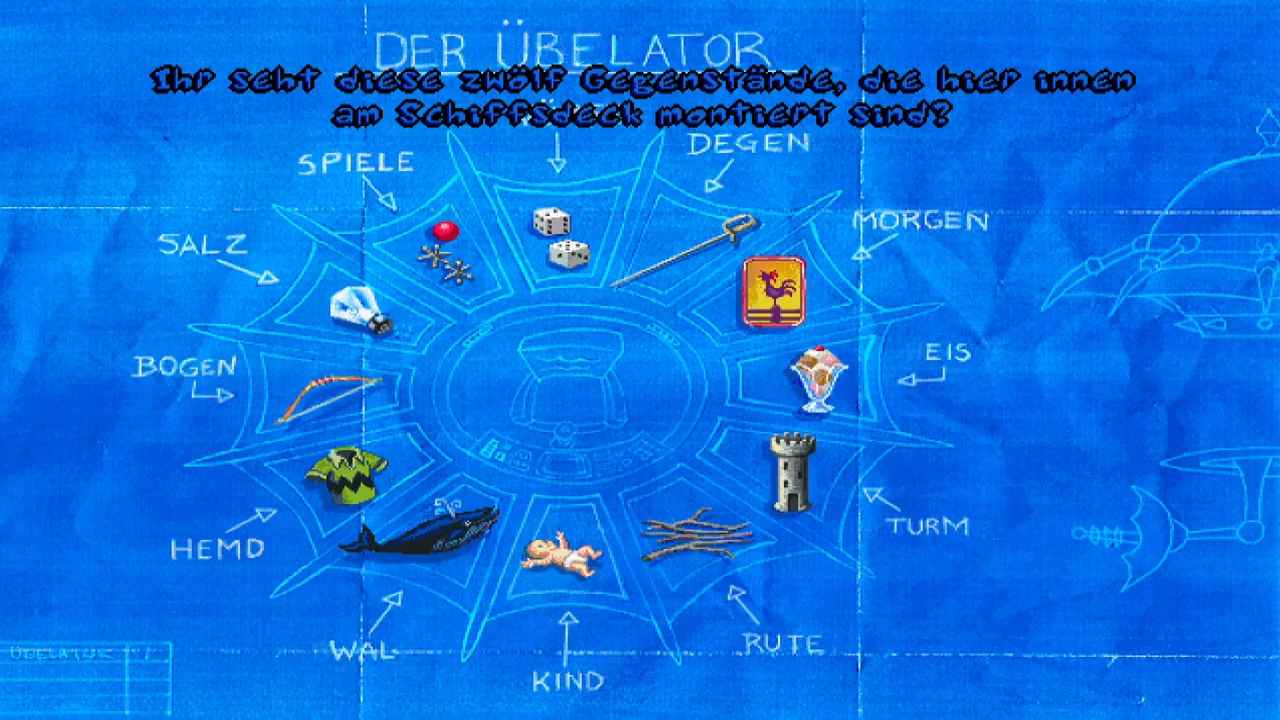 DER ÜBELATOR
Ihr seht diese zwölf Gegenstände, die hier innen
am Schiffsdeck montiert sind?
DEGEN
SPIELE
MORGEN
SALZ
EIS
BOGEN
TURM
HEMD
RUTE
WAL
KIND
ÜBELATOR